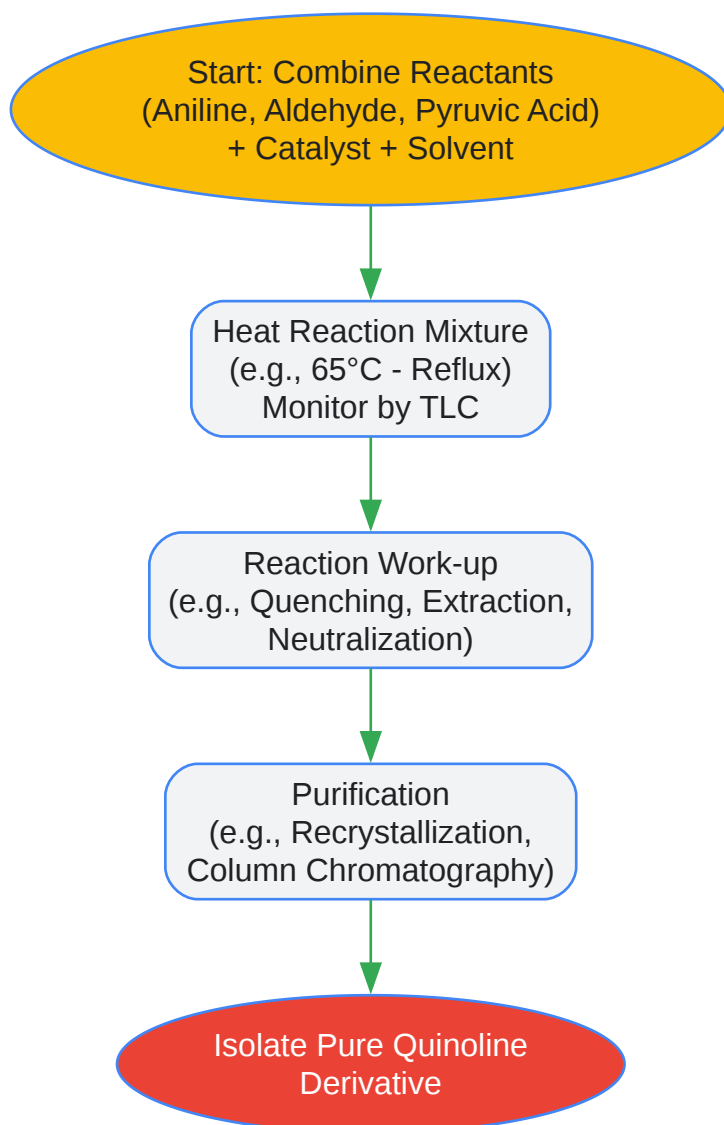 Start: Combine Reactants
(Aniline, Aldehyde, Pyruvic Acid)
+ Catalyst + Solvent
Heat Reaction Mixture
(e.g., 65°C - Reflux)
Monitor by TLC
Reaction Work-up
(e.g., Quenching, Extraction,
Neutralization)
Purification
(e.g., Recrystallization,
Column Chromatography)
Isolate Pure Quinoline
Derivative